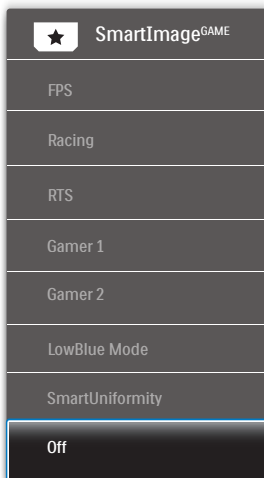 SmartImageGAME
FPS
Racing
RTS
Gamer 1
Gamer 2
LowBlue Mode
SmartUniformity
Off